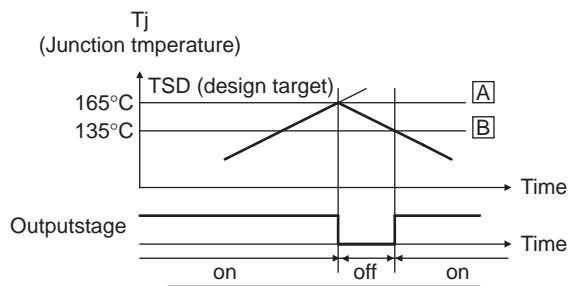 Tj
(Junction tmperature)
TSD (design target)
165°C
A
135°C
B
Time
Outputstage
Time
on
off
on